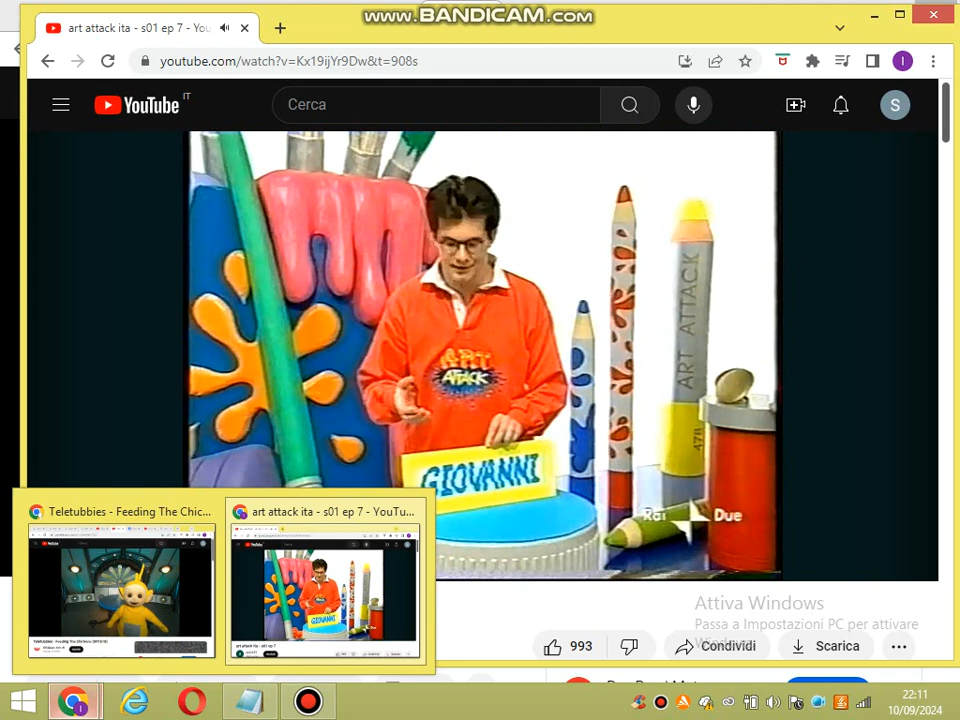 www.BANDICAM.com
art attack ita - s01 ep 7 - You
youtube.com/watch?v=Kx19ijYr9Dw&t=908s
YouTube IT
Cerca
S
I
ART ATTACK
ART
ATTACK
GIOVANNI
Rai Due
Teletubbies - Feeding The Chic...
art attack ita - s01 ep 7 - YouTu...
Attiva Windows
Passa a Impostazioni PC per attivare
993
Condividi
Scarica
22:11
10/09/2024